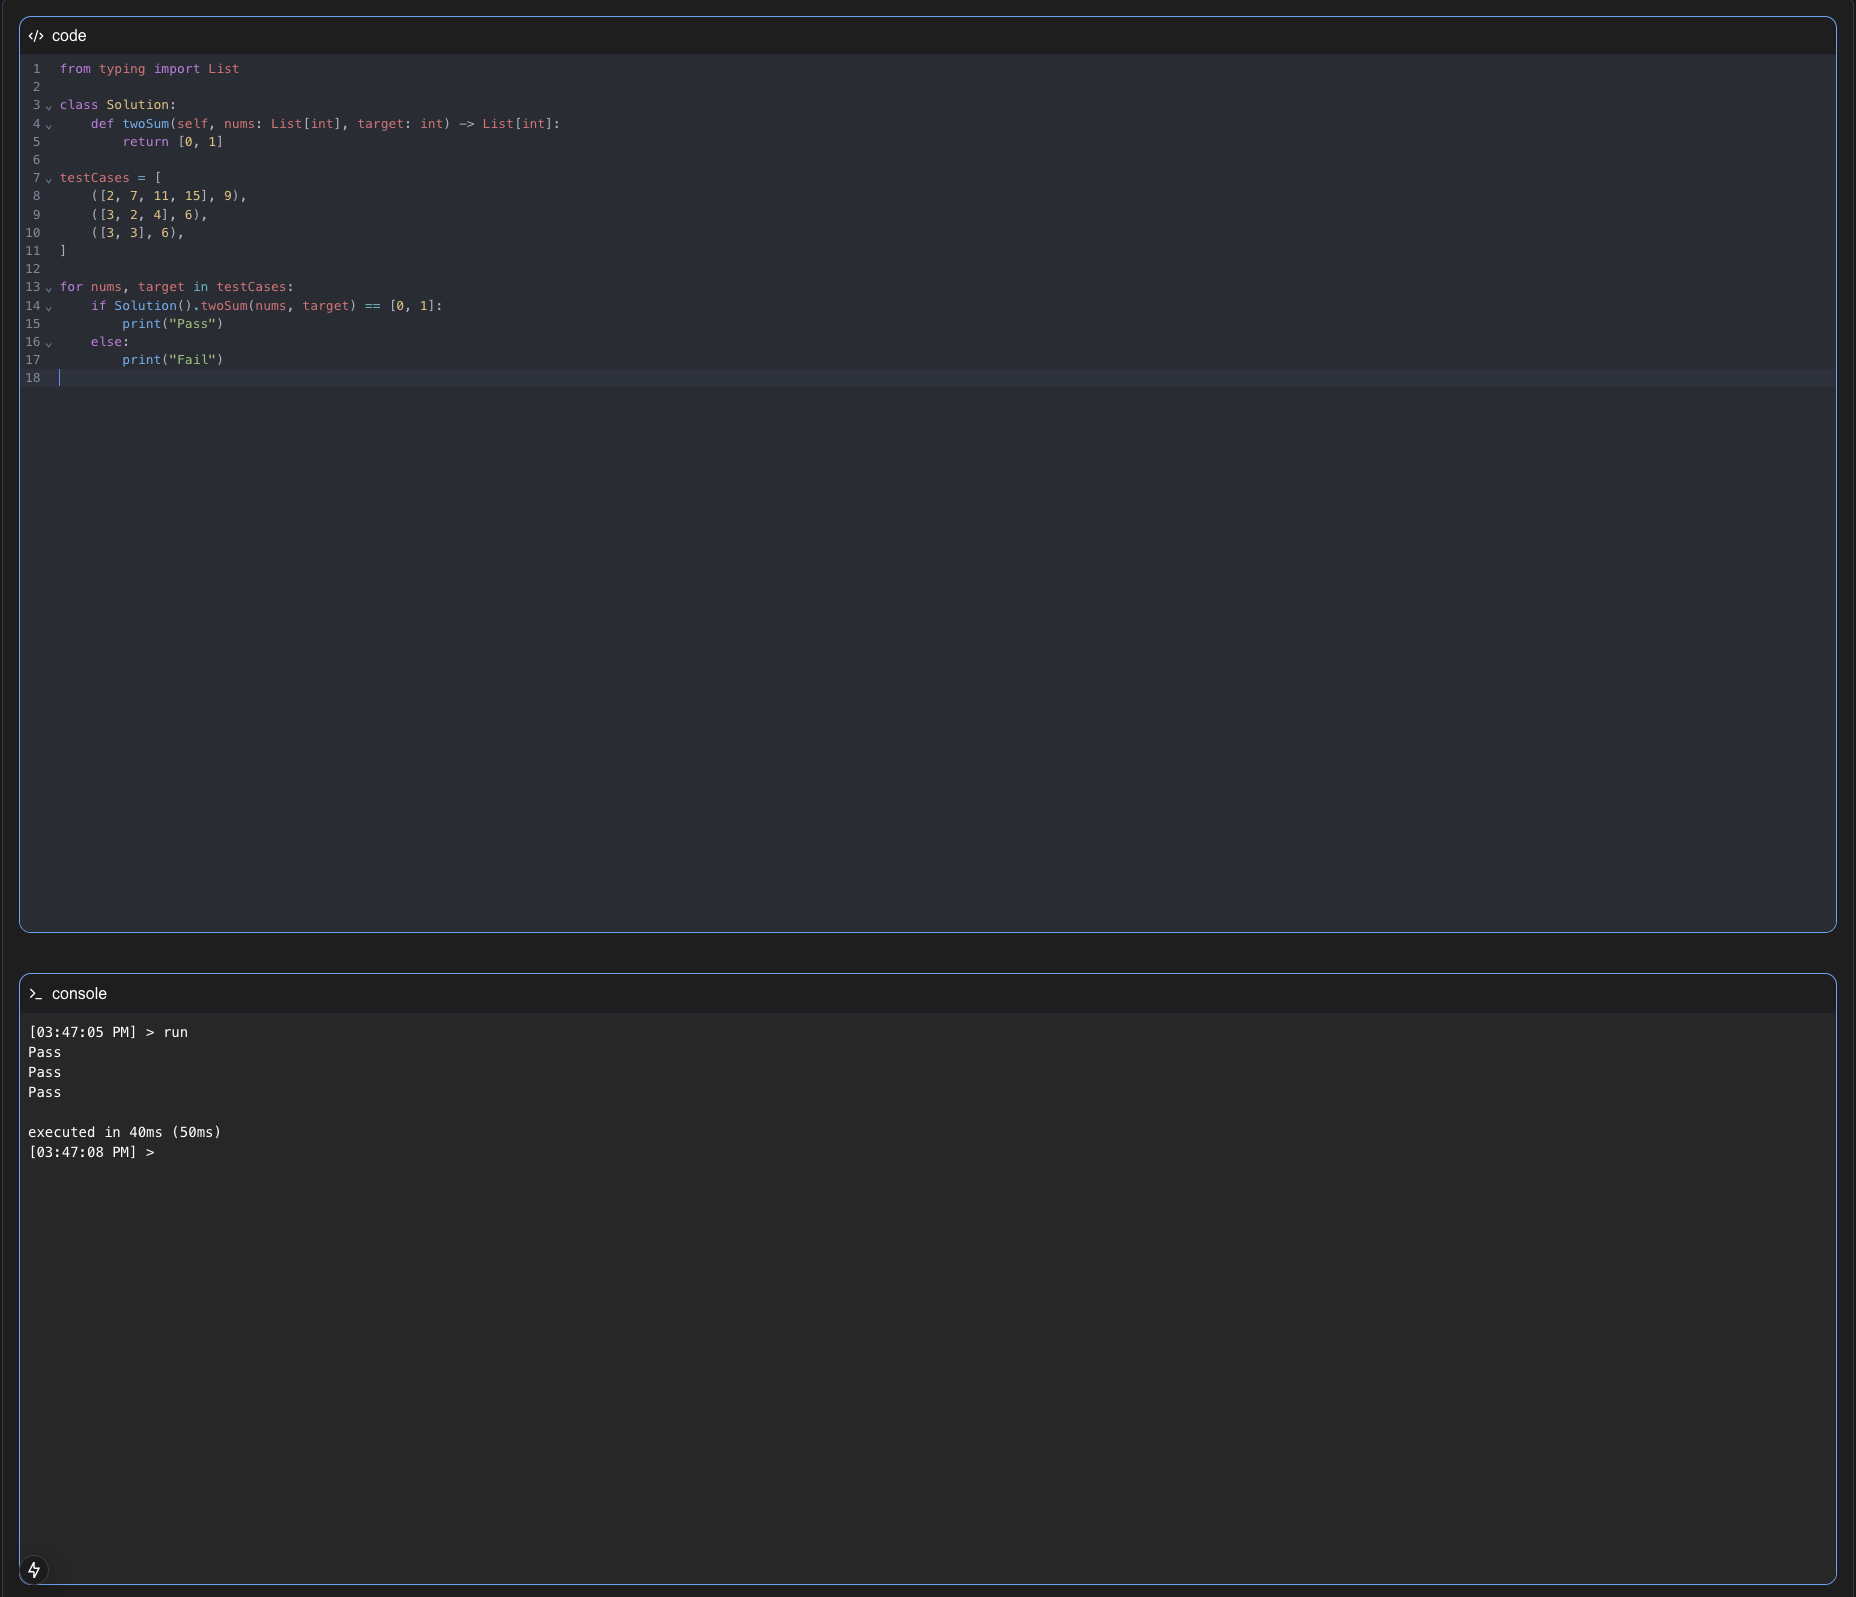 code
1 from typing import List
2
3 class Solution:
4     def twoSum(self, nums: List[int], target: int) -> List[int]:
5         return [0, 1]
6
7 testCases = [
8     ([2, 7, 11, 15], 9),
9     ([3, 2, 4], 6),
10     ([3, 3], 6),
11 ]
12
13 for nums, target in testCases:
14     if Solution().twoSum(nums, target) == [0, 1]:
15         print("Pass")
16     else:
17         print("Fail")
18
console
[03:47:05 PM] > run
Pass
Pass
Pass

executed in 40ms (50ms)
[03:47:08 PM] >